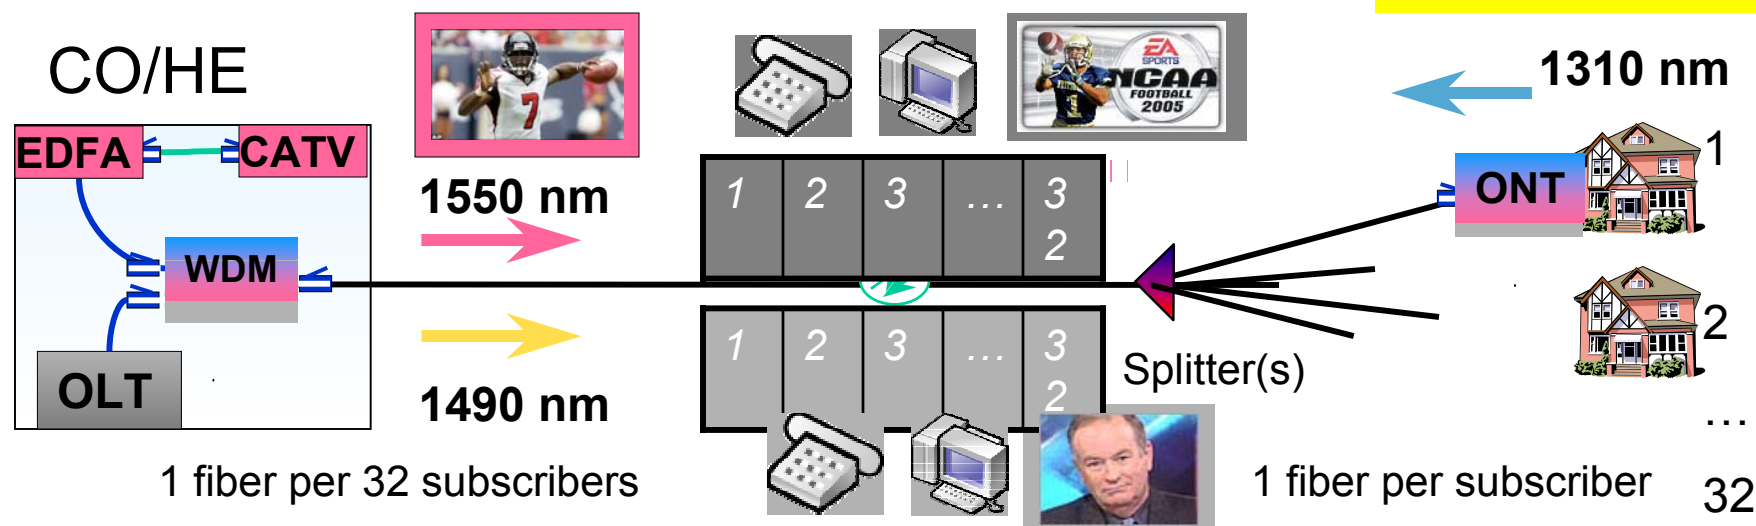 CO/HE
EDFA
CATV
WDM
OLT
7
1550 nm
1490 nm
1 fiber per 32 subscribers
EA
SPORTS
NCAA
FOOTBALL
2005
1
1 2 3 ... 3
2
1 2 3 ... 3
2
Splitter(s)
1310 nm
ONT
1
2
...
32
1 fiber per subscriber